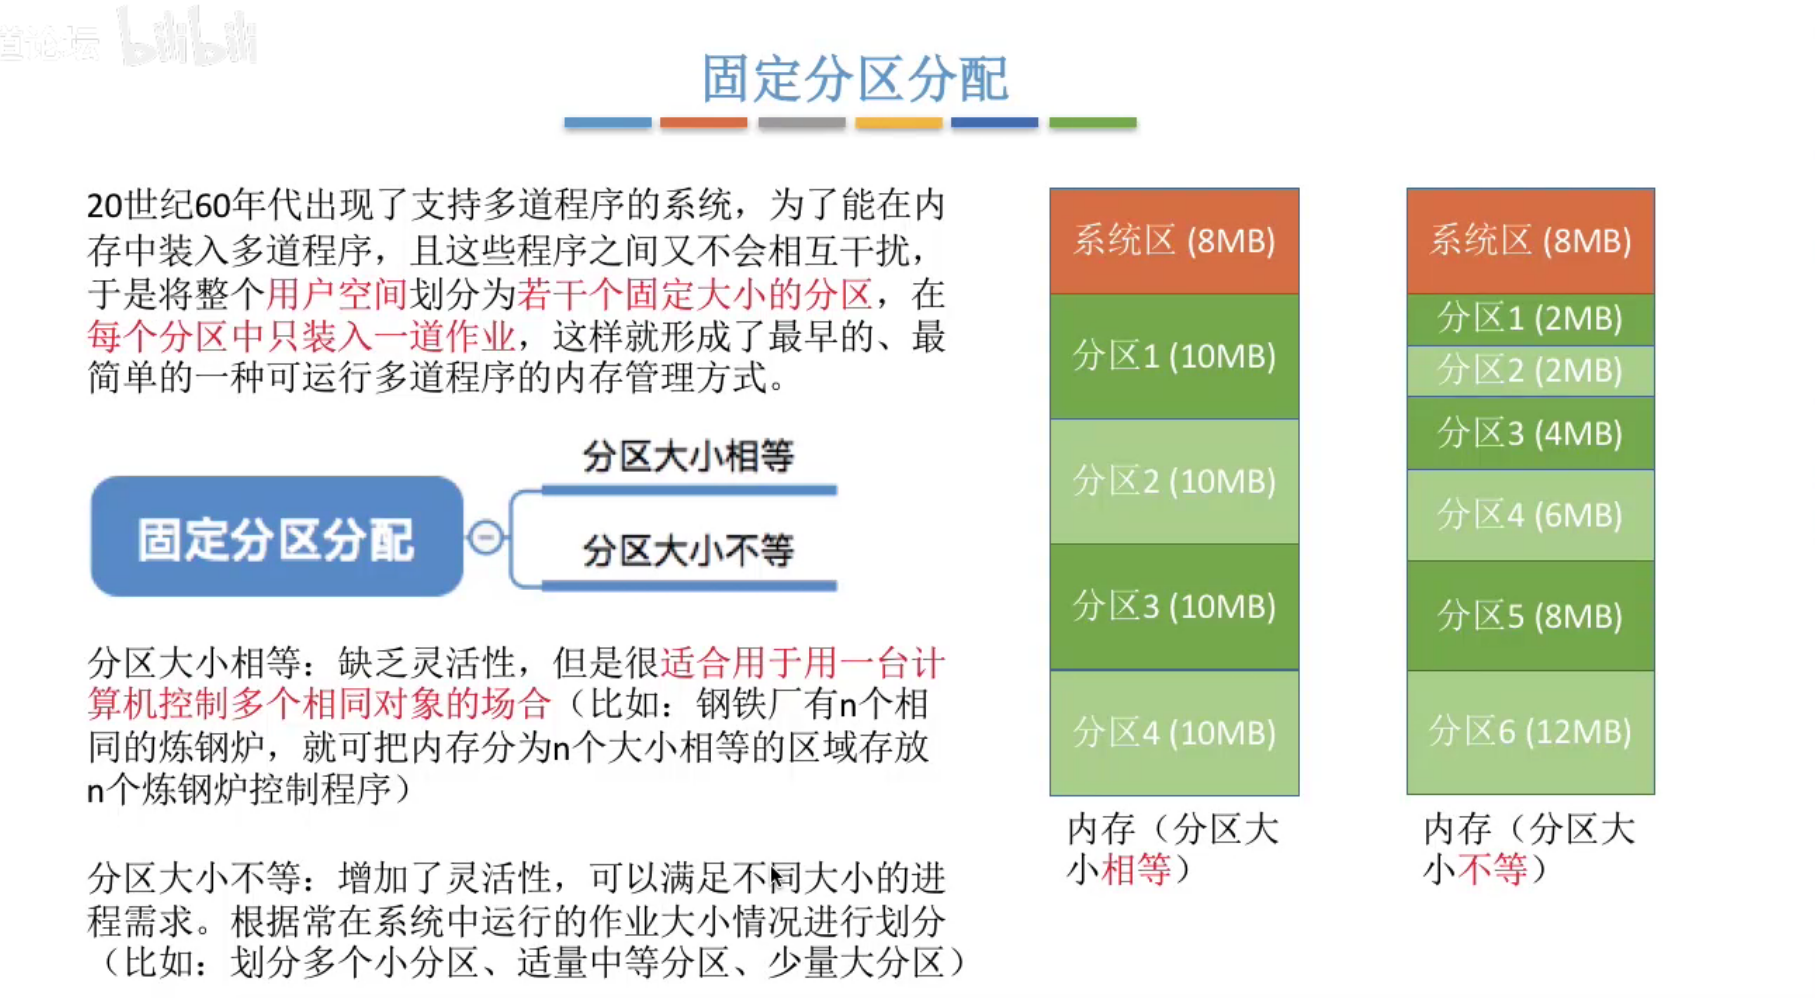 道论坛 bilibili
固定分区分配
20世纪60年代出现了支持多道程序的系统，为了能在内
存中装入多道程序，且这些程序之间又不会相互干扰，
于是将整个用户空间划分为若干个固定大小的分区，在
每个分区中只装入一道作业，这样就形成了最早的、最
简单的一种可运行多道程序的内存管理方式。
固定分区分配
分区大小相等
分区大小不等
分区大小相等：缺乏灵活性，但是很适合用于用一台计
算机控制多个相同对象的场合（比如：钢铁厂有n个相
同的炼钢炉，就可把内存分为n个大小相等的区域存放
n个炼钢炉控制程序）
分区大小不等：增加了灵活性，可以满足不同大小的进
程需求。根据常在系统中运行的作业大小情况进行划分
（比如：划分多个小分区、适量中等分区、少量大分区）
系统区 (8MB)
分区1 (10MB)
分区2 (10MB)
分区3 (10MB)
分区4 (10MB)
内存（分区大
小相等）
系统区 (8MB)
分区1 (2MB)
分区2 (2MB)
分区3 (4MB)
分区4 (6MB)
分区5 (8MB)
分区6 (12MB)
内存（分区大
小不等）